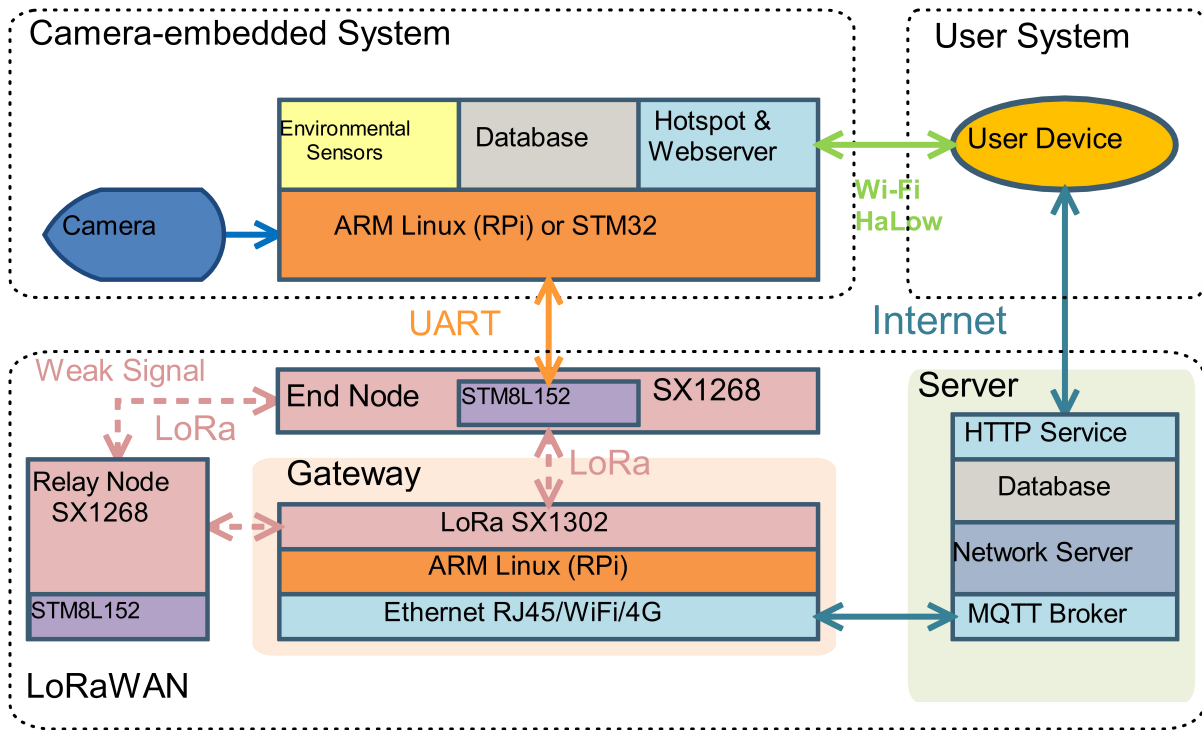 Camera-embedded System
User System
Environmental
Sensors
Database
Hotspot &
Webserver
User Device
Wi-Fi
HaLow
Camera
ARM Linux (RPi) or STM32
UART
Internet
Weak Signal
LoRa
End Node
STM8L152
SX1268
Server
HTTP Service
Database
Network Server
MQTT Broker
Relay Node
SX1268
STM8L152
Gateway
LoRa
LoRa SX1302
ARM Linux (RPi)
Ethernet RJ45/WiFi/4G
LoRaWAN